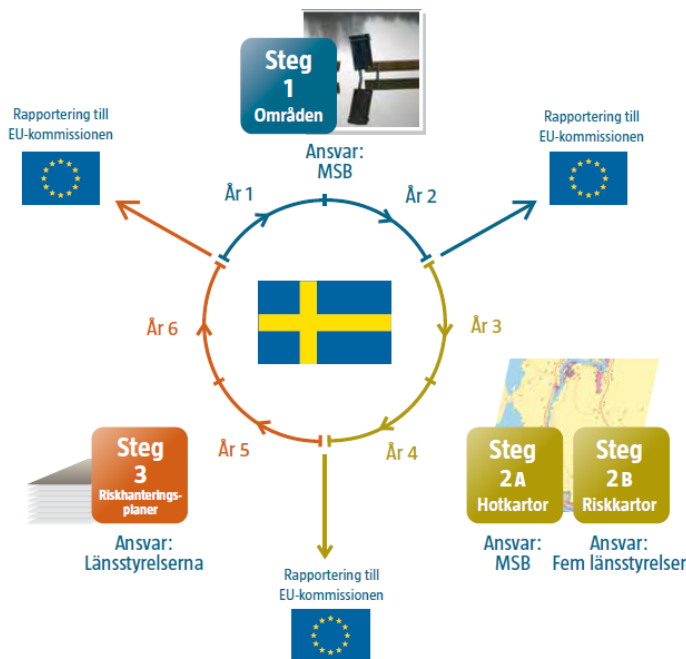 Steg
1
Områden
Ansvar:
MSB
Rapportering till
EU-kommissionen
Rapportering till
EU-kommissionen
År 1
År 2
År 3
År 4
År 5
År 6
Steg
2A
Hotkartor
Ansvar:
MSB
Steg
2B
Riskkartor
Ansvar:
Fem länsstyrelser
Steg
3
Riskhanterings-
planer
Ansvar:
Länsstyrelserna
Rapportering till
EU-kommissionen